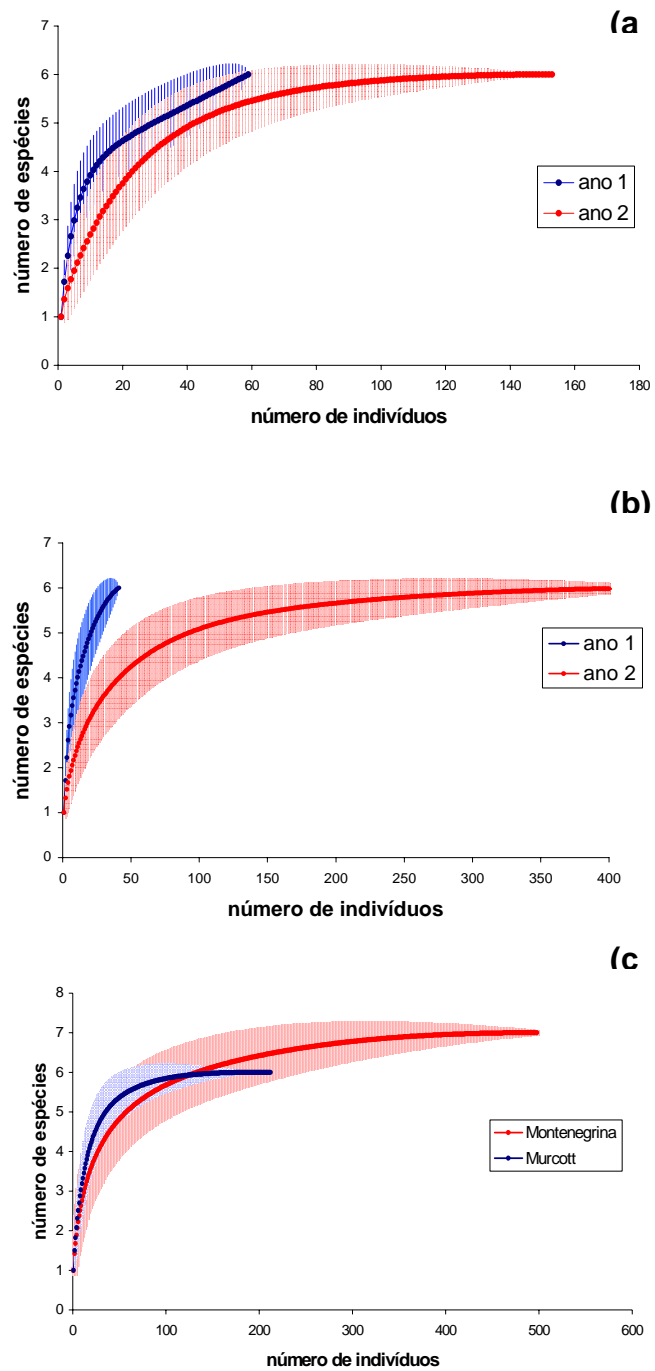 (a
7
6
5
4
3
2
1
0
número de espécies
ano 1
ano 2
0 20 40 60 80 100 120 140 160 180
número de indivíduos
(b)
7
6
5
4
3
2
1
0
número de espécies
ano 1
ano 2
0 50 100 150 200 250 300 350 400
número de indivíduos
(c
8
7
6
5
4
3
2
1
0
número de espécies
Montenegrina
Murcott
0 100 200 300 400 500 600
número de indivíduos